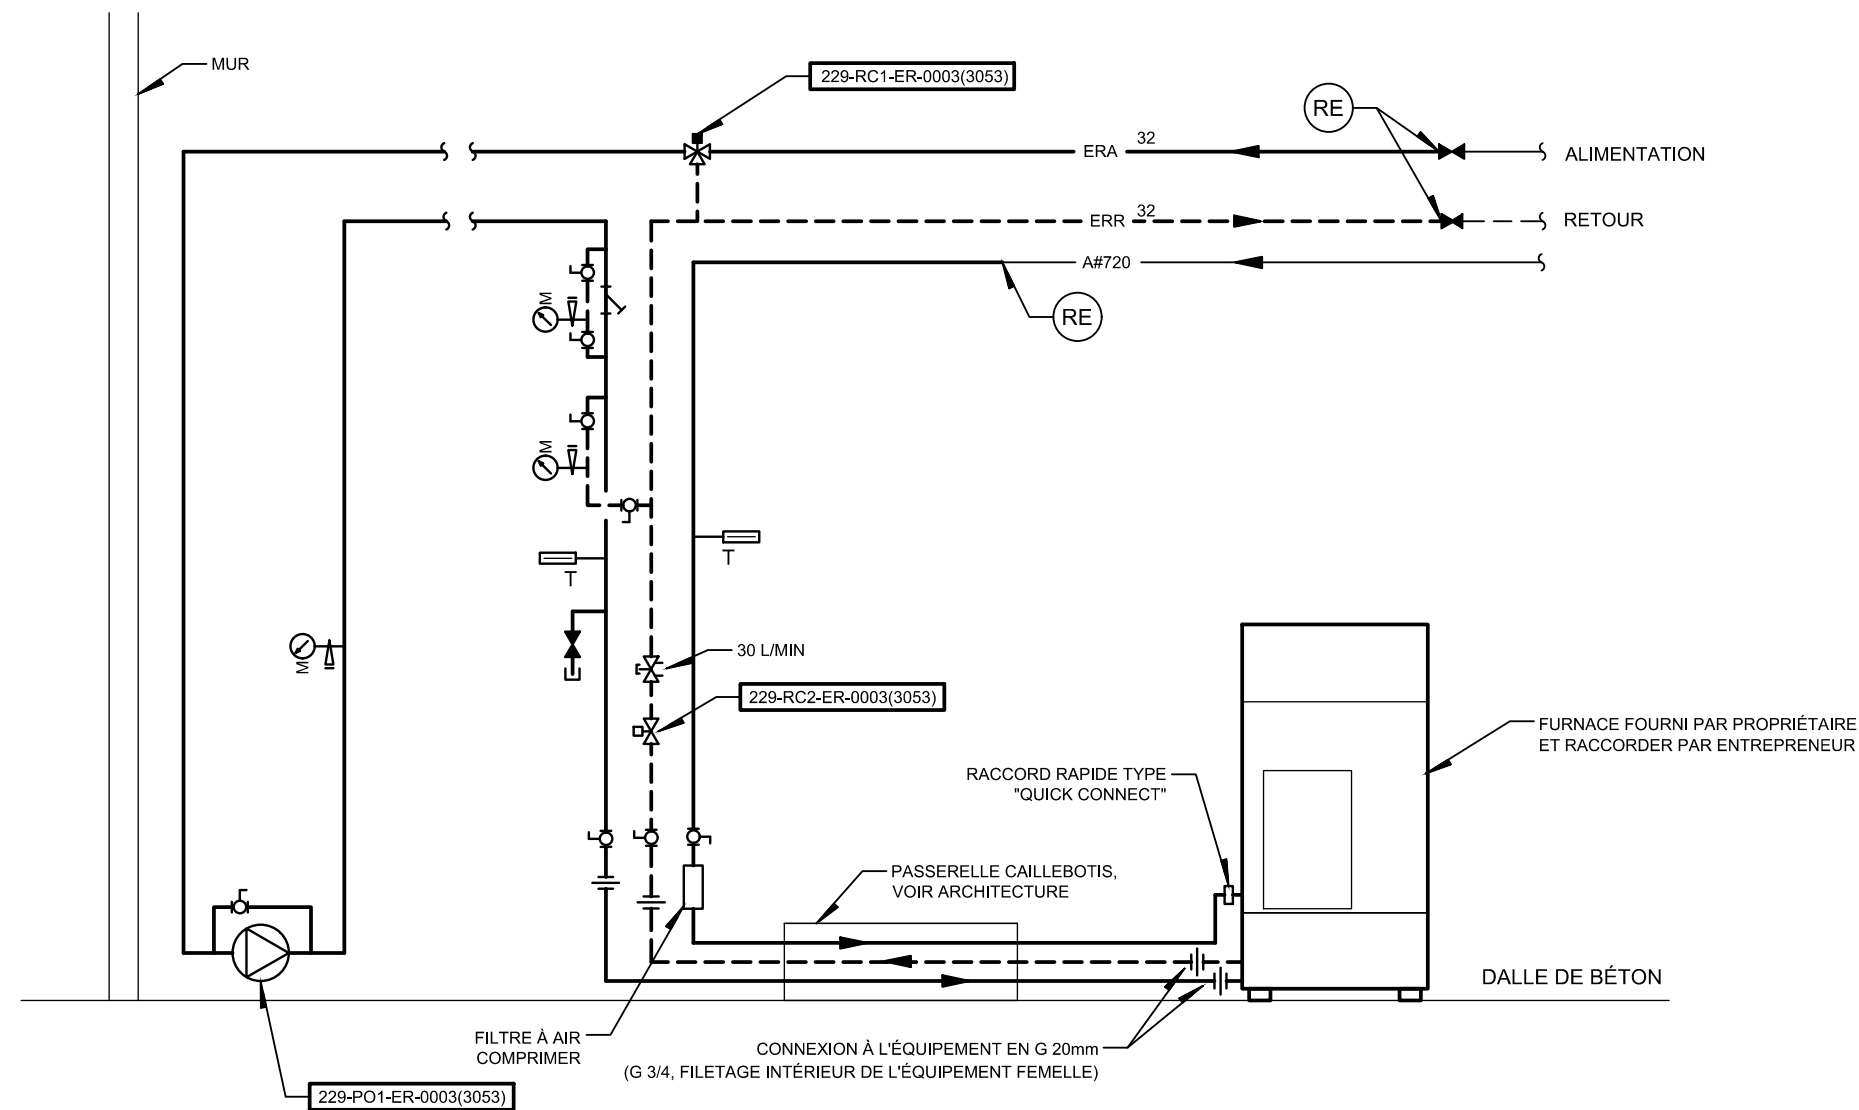 MUR
229-RC1-ER-0003(3053)
RE
ERA 32
ALIMENTATION
ERR 32
RETOUR
A#720
RE
M
M
T
T
M
30 L/MIN
229-RC2-ER-0003(3053)
FURNACE FOURNI PAR PROPRIÉTAIRE
ET RACCORDER PAR ENTREPRENEUR
RACCORD RAPIDE TYPE
"QUICK CONNECT"
PASSERELLE CAILLEBOTIS,
VOIR ARCHITECTURE
DALLE DE BÉTON
FILTRE À AIR
COMPRIMER
CONNEXION À L'ÉQUIPEMENT EN G 20mm
(G 3/4, FILETAGE INTÉRIEUR DE L'ÉQUIPEMENT FEMELLE)
229-PO1-ER-0003(3053)